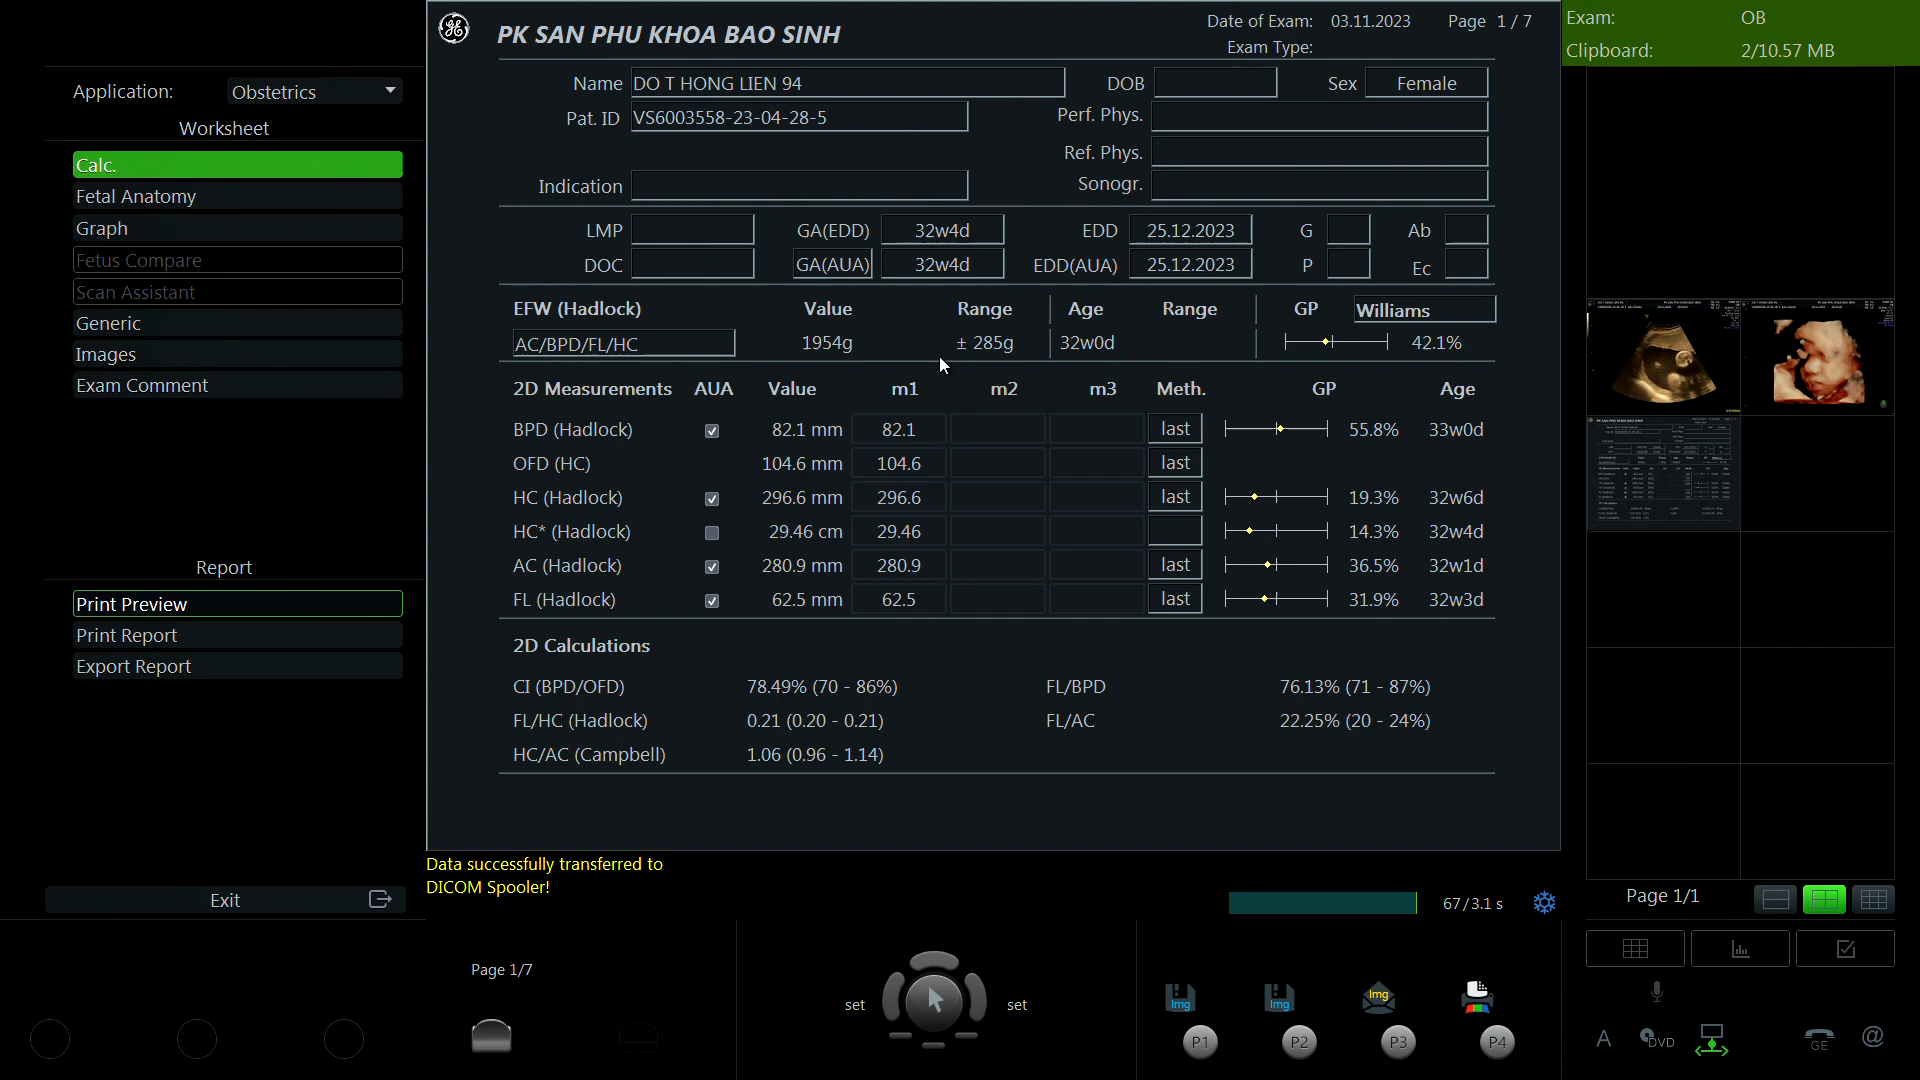 PK SAN PHU KHOA BAO SINH
Date of Exam: 03.11.2023 Page 1 / 7
Exam Type:
Exam: OB
Clipboard: 2/10.57 MB
Application: Obstetrics
Worksheet
Calc.
Fetal Anatomy
Graph
Fetus Compare
Scan Assistant
Generic
Images
Exam Comment
Report
Print Preview
Print Report
Export Report
Exit
Name DO T HONG LIEN 94 DOB Sex Female
Pat. ID VS6003558-23-04-28-5 Perf. Phys.
Ref. Phys.
Indication Sonogr.
LMP GA(EDD) 32w4d EDD 25.12.2023 G Ab
DOC GA(AUA) 32w4d EDD(AUA) 25.12.2023 P Ec
EFW (Hadlock) Value Range Age Range GP Williams
AC/BPD/FL/HC 1954g ± 285g 32w0d 42.1%
2D Measurements AUA Value m1 m2 m3 Meth. GP Age
BPD (Hadlock) 82.1 mm 82.1 last 55.8% 33w0d
OFD (HC) 104.6 mm 104.6 last
HC (Hadlock) 296.6 mm 296.6 last 19.3% 32w6d
HC* (Hadlock) 29.46 cm 29.46 14.3% 32w4d
AC (Hadlock) 280.9 mm 280.9 last 36.5% 32w1d
FL (Hadlock) 62.5 mm 62.5 last 31.9% 32w3d
2D Calculations
CI (BPD/OFD) 78.49% (70 - 86%) FL/BPD 76.13% (71 - 87%)
FL/HC (Hadlock) 0.21 (0.20 - 0.21) FL/AC 22.25% (20 - 24%)
HC/AC (Campbell) 1.06 (0.96 - 1.14)
Data successfully transferred to
DICOM Spooler!
67/3.1 s
Page 1/1
Page 1/7
set set
Img Img Img
P1 P2 P3 P4
A DVD GE @